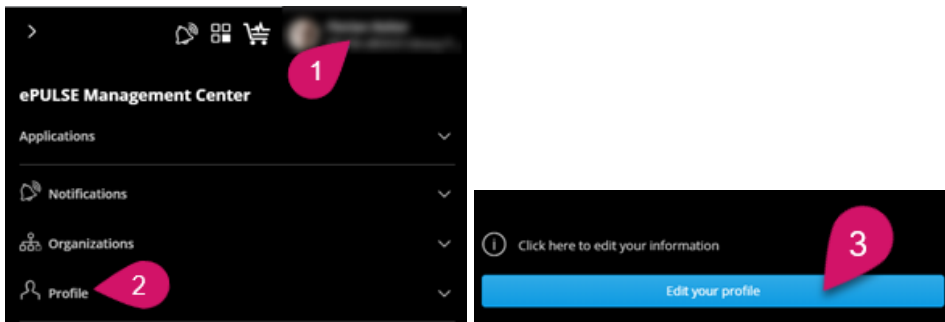 1
ePULSE Management Center
Applications
Notifications
Organizations
Profile
2
Click here to edit your information
3
Edit your profile